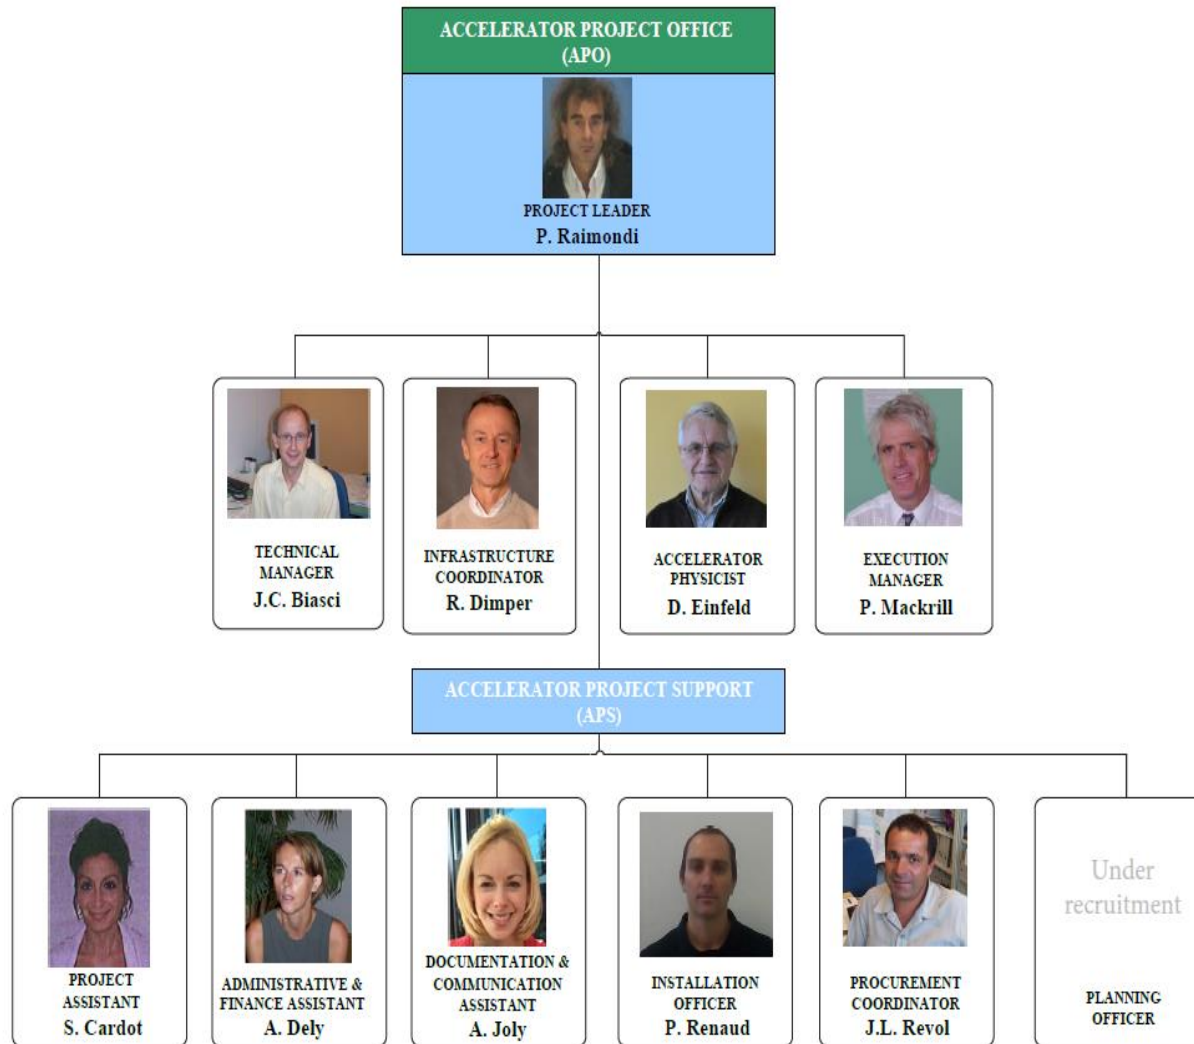 ACCELERATOR PROJECT OFFICE
(APO)
PROJECT LEADER
P. Raimondi
TECHNICAL
MANAGER
J.C. Biasci
INFRASTRUCTURE
COORDINATOR
R. Dimper
ACCELERATOR
PHYSICIST
D. Einfeld
EXECUTION
MANAGER
P. Mackrill
ACCELERATOR PROJECT SUPPORT
(APS)
PROJECT
ASSISTANT
S. Cardot
ADMINISTRATIVE &
FINANCE ASSISTANT
A. Dely
DOCUMENTATION &
COMMUNICATION
ASSISTANT
A. Joly
INSTALLATION
OFFICER
P. Renaud
PROCUREMENT
COORDINATOR
J.L. Revol
Under
recruitment
PLANNING
OFFICER